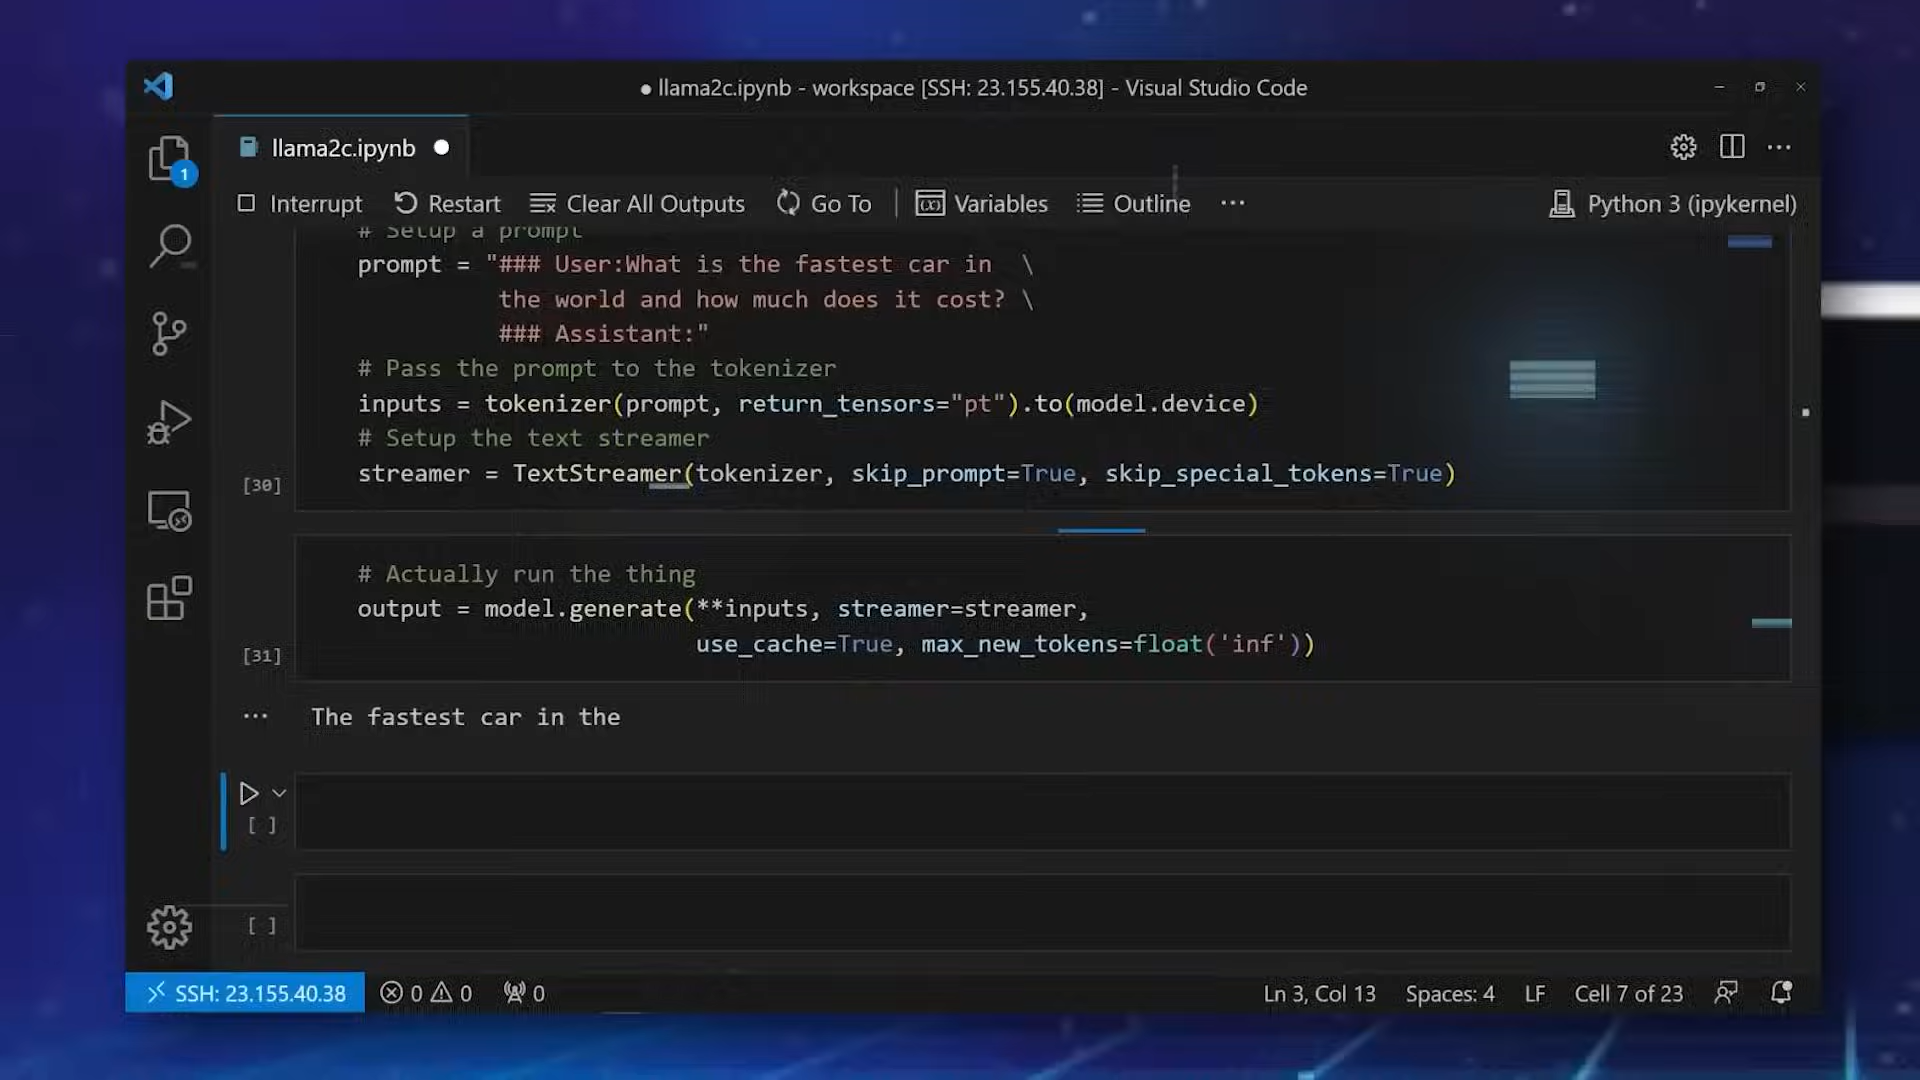 ● llama2c.ipynb - workspace [SSH: 23.155.40.38] - Visual Studio Code
llama2c.ipynb
1
Interrupt Restart Clear All Outputs Go To Variables Outline ... Python 3 (ipykernel)
# Setup a prompt
prompt = "### User:What is the fastest car in \
the world and how much does it cost? \
### Assistant:"
# Pass the prompt to the tokenizer
inputs = tokenizer(prompt, return_tensors="pt").to(model.device)
# Setup the text streamer
streamer = TextStreamer(tokenizer, skip_prompt=True, skip_special_tokens=True)
[30]
# Actually run the thing
output = model.generate(**inputs, streamer=streamer,
use_cache=True, max_new_tokens=float('inf'))
[31]
... The fastest car in the
[ ]
[ ]
SSH: 23.155.40.38 0 0 0 Ln 3, Col 13 Spaces: 4 LF Cell 7 of 23